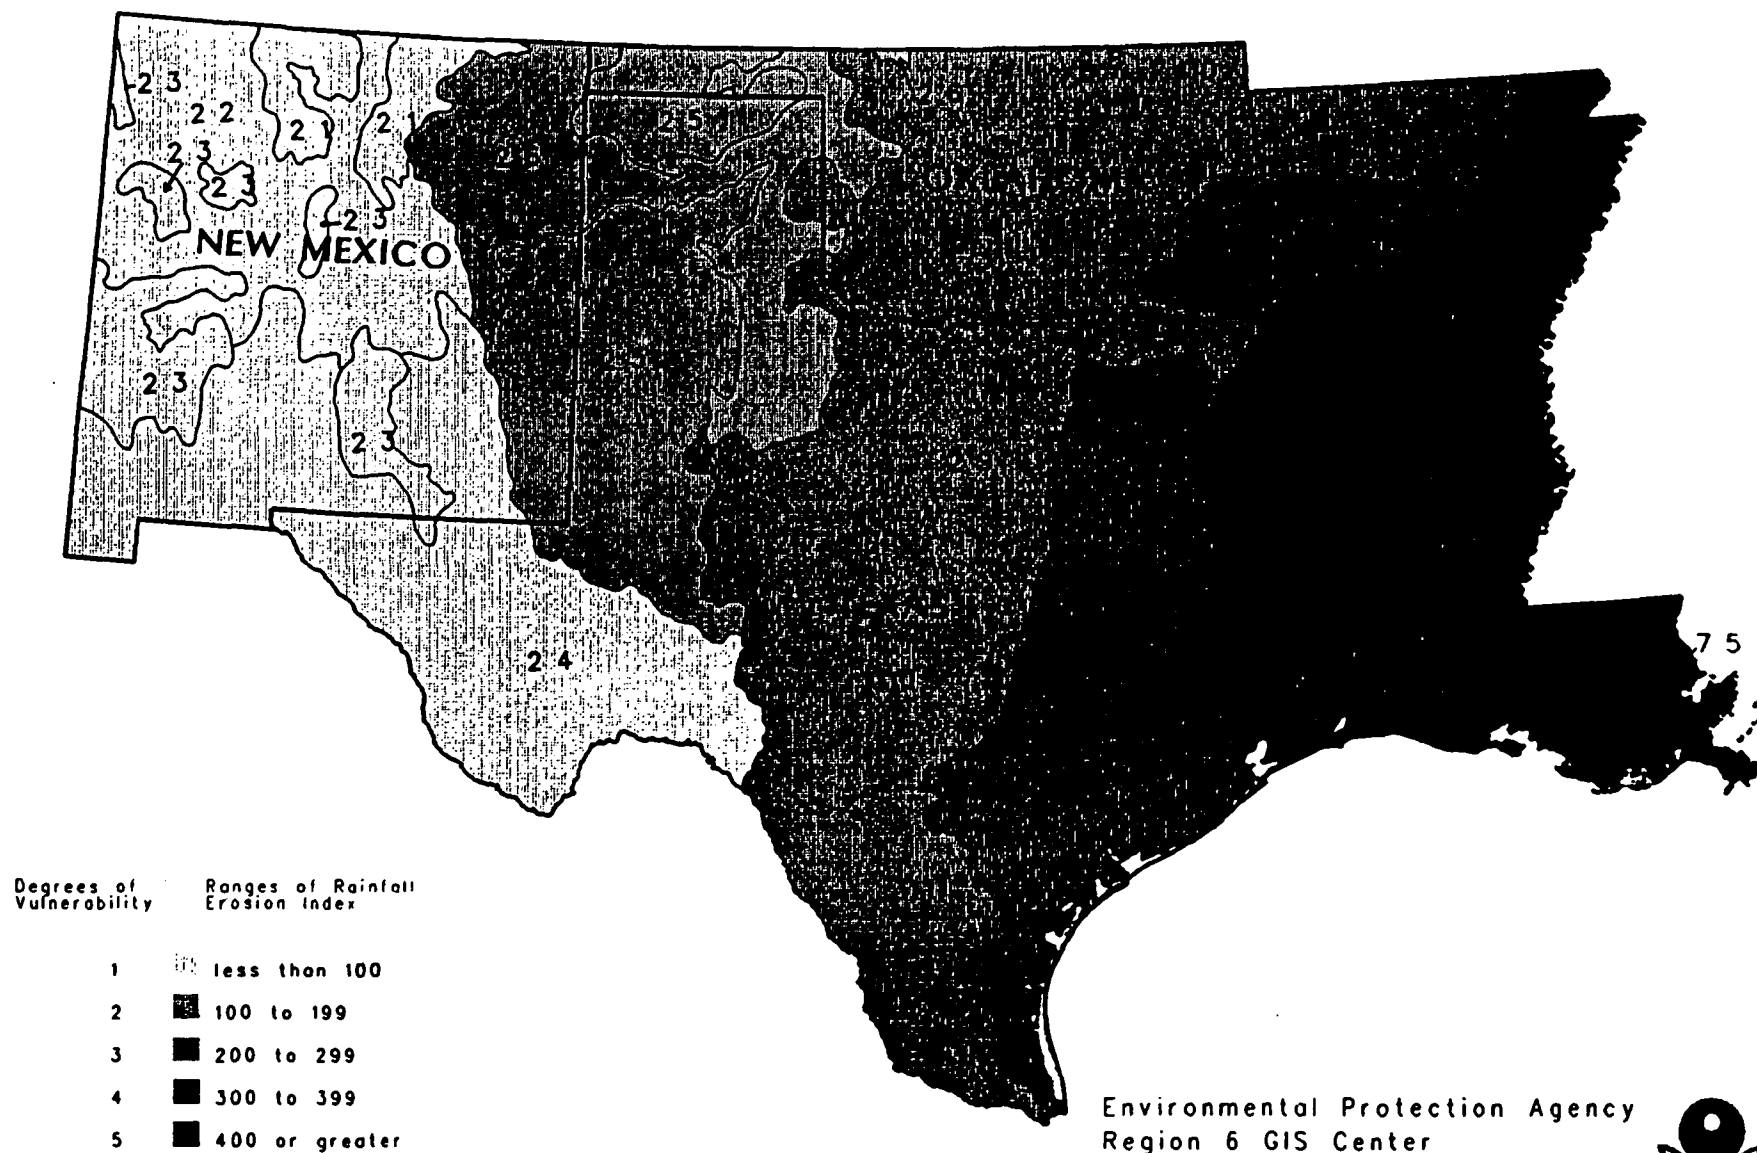 2 3
2 2
2 1
2 1
2 5
2 3
2 3
2 3
NEW MEXICO
2 3
2 3
2 4
7 5
Degrees of Vulnerability
Ranges of Rainfall Erosion Index
1 less than 100
2 100 to 199
3 200 to 299
4 300 to 399
5 400 or greater
Environmental Protection Agency
Region 6 GIS Center